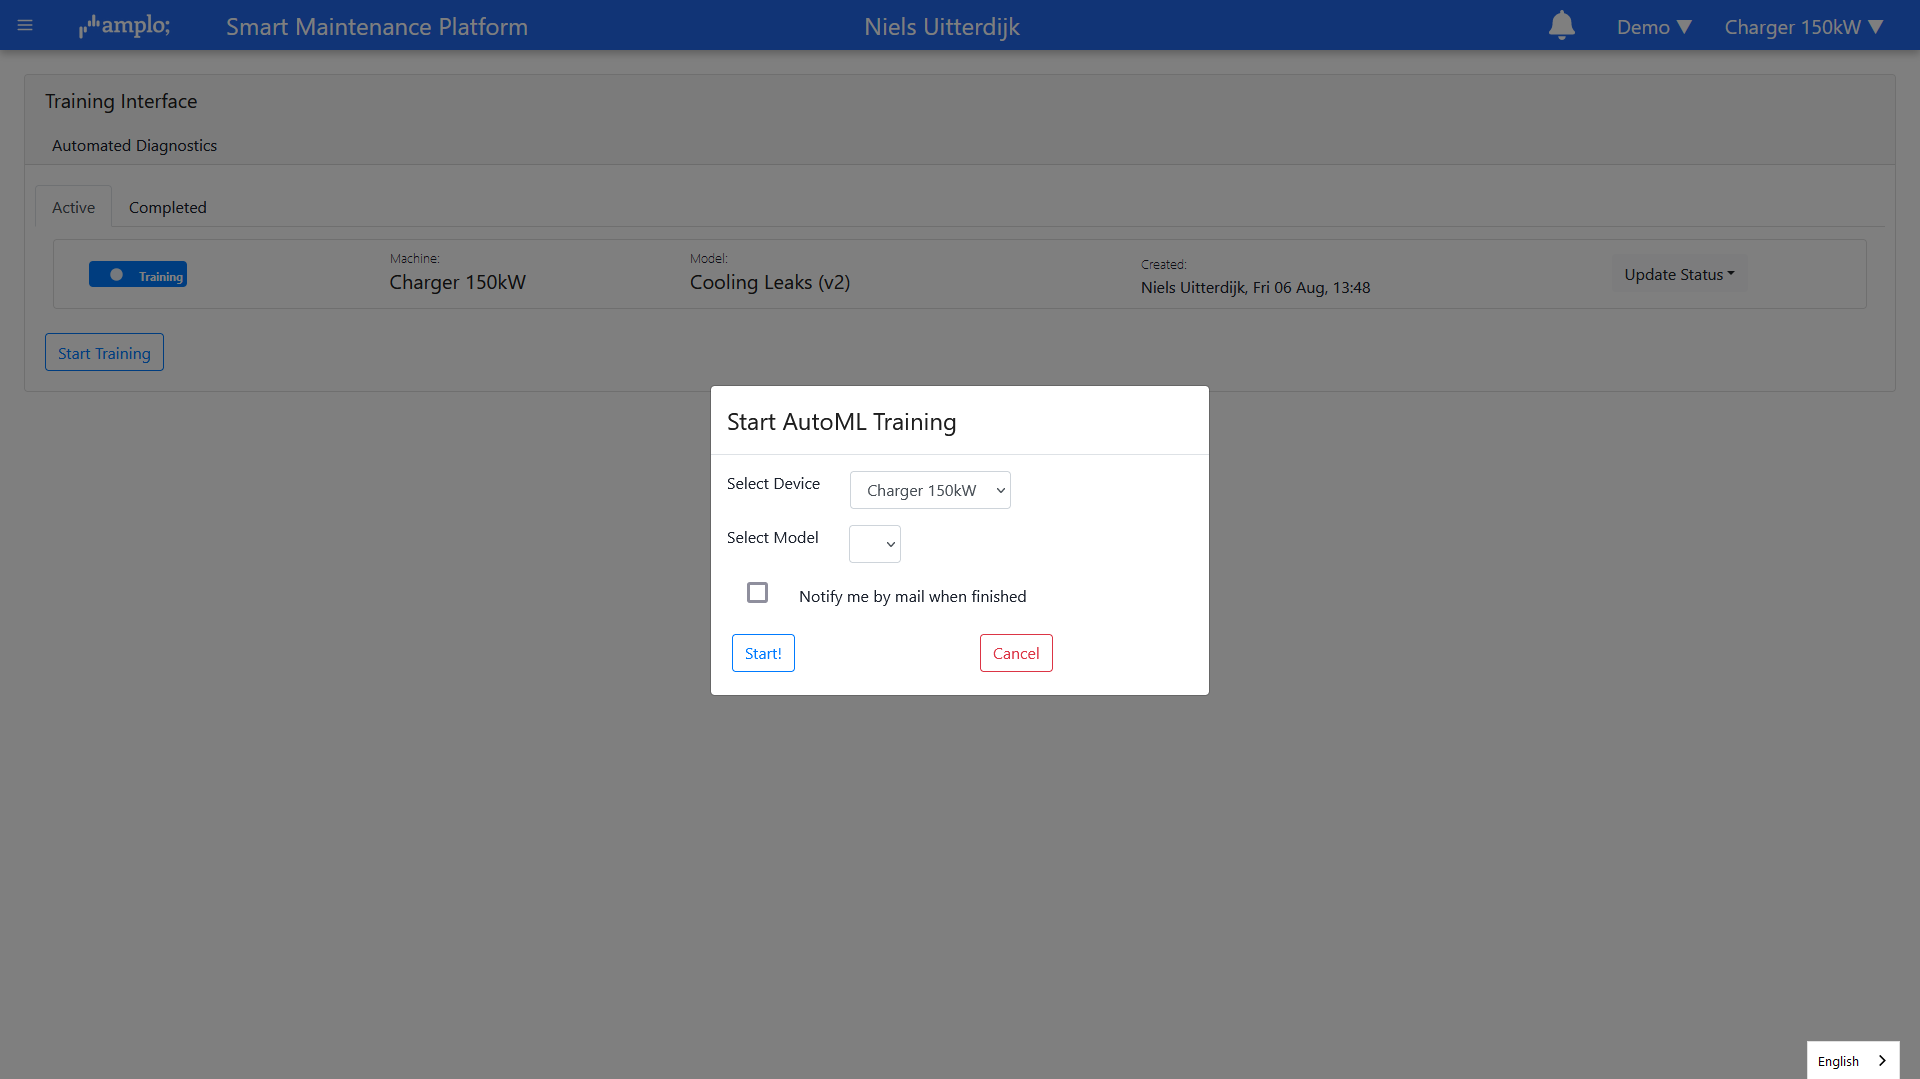 amplo; Smart Maintenance Platform Niels Uitterdijk Demo ▼ Charger 150kW ▼
Training Interface
Automated Diagnostics
Active Completed
Machine: Model: Created:
Training Charger 150kW Cooling Leaks (v2) Niels Uitterdijk, Fri 06 Aug, 13:48 Update Status
Start Training
Start AutoML Training
Select Device Charger 150kW
Select Model
Notify me by mail when finished
Start! Cancel
English